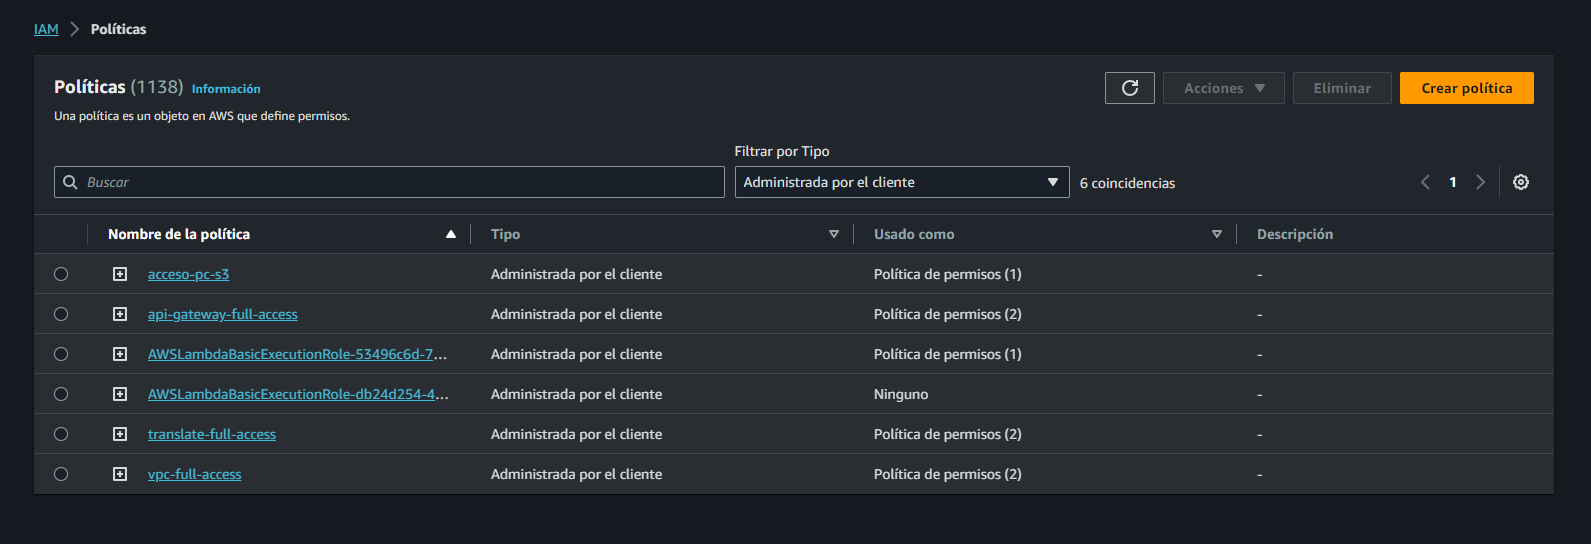 IAM > Políticas
Políticas (1138) Información
Una política es un objeto en AWS que define permisos.
Acciones Eliminar Crear política
Filtrar por Tipo
Buscar Administrada por el cliente 6 coincidencias 1
Nombre de la política Tipo Usado como Descripción
acceso-pc-s3 Administrada por el cliente Política de permisos (1) -
api-gateway-full-access Administrada por el cliente Política de permisos (2) -
AWSLambdaBasicExecutionRole-53496c6d-7... Administrada por el cliente Política de permisos (1) -
AWSLambdaBasicExecutionRole-db24d254-4... Administrada por el cliente Ninguno -
translate-full-access Administrada por el cliente Política de permisos (2) -
vpc-full-access Administrada por el cliente Política de permisos (2) -